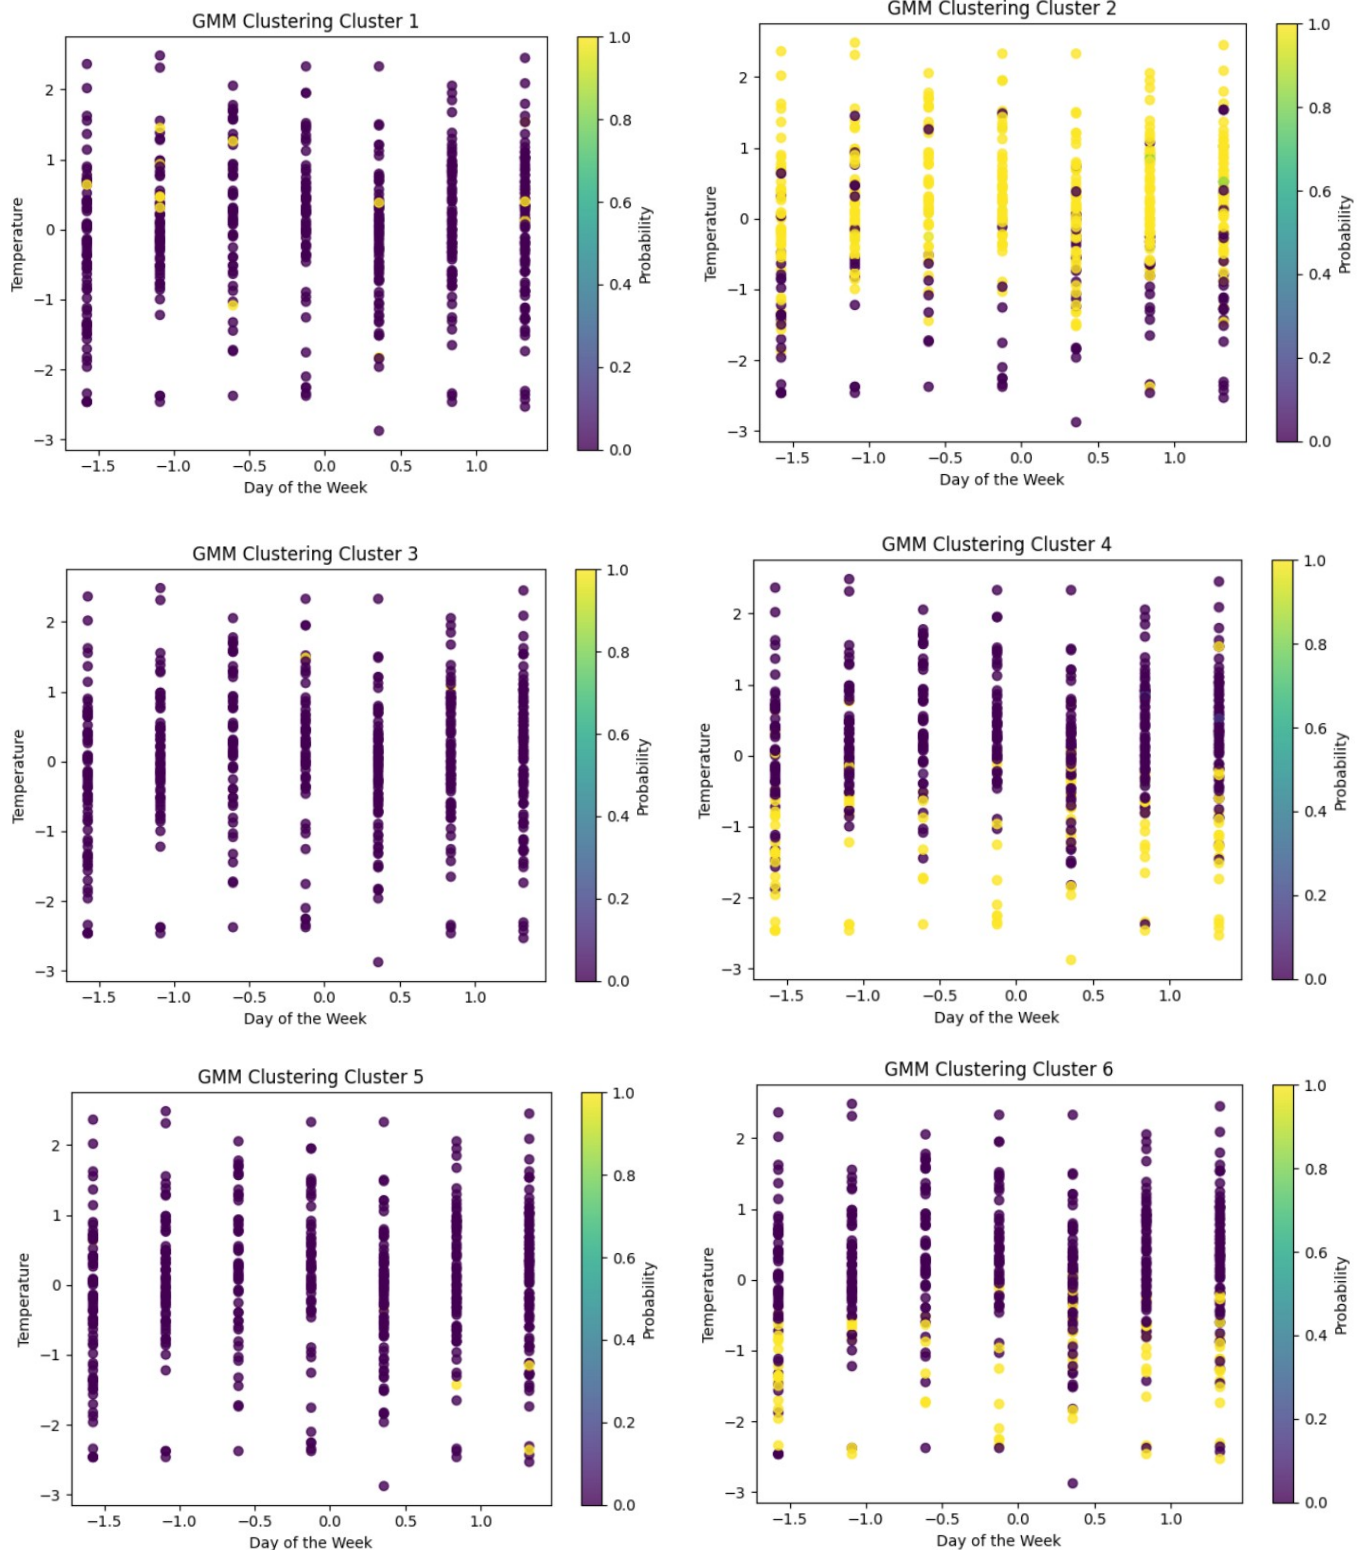 GMM Clustering Cluster 1
2
1
0
−1
−2
−3
Temperature
−1.5 −1.0 −0.5 0.0 0.5 1.0
Day of the Week
1.0
0.8
0.6
0.4
0.2
0.0
Probability
GMM Clustering Cluster 2
2
1
0
−1
−2
−3
Temperature
−1.5 −1.0 −0.5 0.0 0.5 1.0
Day of the Week
1.0
0.8
0.6
0.4
0.2
0.0
Probability
GMM Clustering Cluster 3
2
1
0
−1
−2
−3
Temperature
−1.5 −1.0 −0.5 0.0 0.5 1.0
Day of the Week
1.0
0.8
0.6
0.4
0.2
0.0
Probability
GMM Clustering Cluster 4
2
1
0
−1
−2
−3
Temperature
−1.5 −1.0 −0.5 0.0 0.5 1.0
Day of the Week
1.0
0.8
0.6
0.4
0.2
0.0
Probability
GMM Clustering Cluster 5
2
1
0
−1
−2
−3
Temperature
−1.5 −1.0 −0.5 0.0 0.5 1.0
Day of the Week
1.0
0.8
0.6
0.4
0.2
0.0
Probability
GMM Clustering Cluster 6
2
1
0
−1
−2
−3
Temperature
−1.5 −1.0 −0.5 0.0 0.5 1.0
Day of the Week
1.0
0.8
0.6
0.4
0.2
0.0
Probability